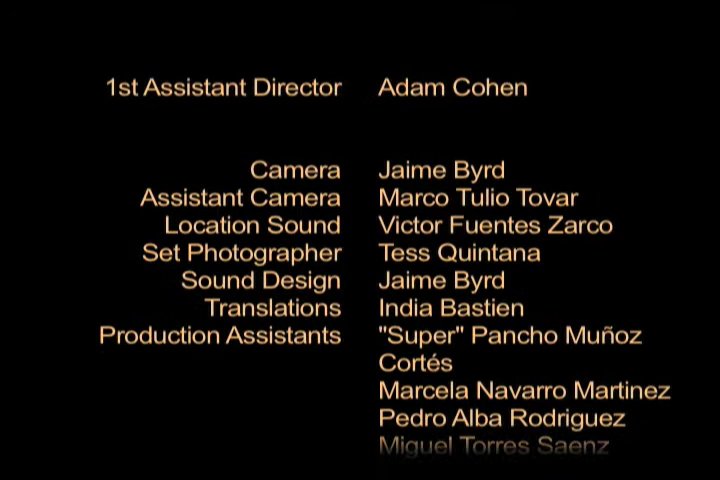 1st Assistant Director Adam Cohen
Camera Jaime Byrd
Assistant Camera Marco Tulio Tovar
Location Sound Victor Fuentes Zarco
Set Photographer Tess Quintana
Sound Design Jaime Byrd
Translations India Bastien
Production Assistants "Super" Pancho Muñoz
Cortés
Marcela Navarro Martinez
Pedro Alba Rodriguez
Miguel Torres Saenz